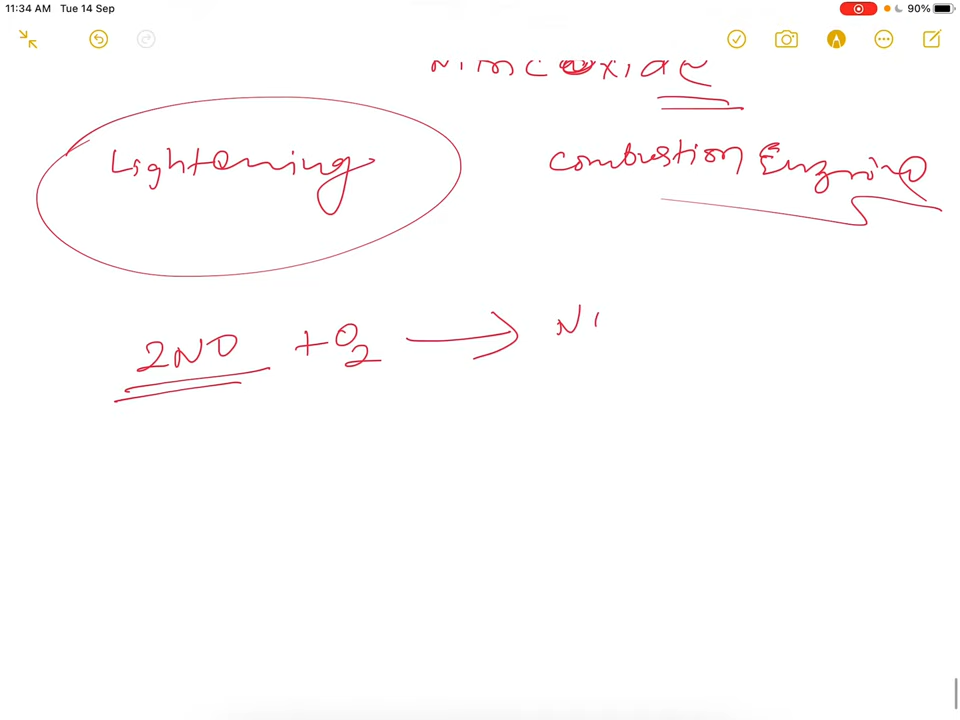 11:34 AM Tue 14 Sep 90%
Lightening
Combustion Engine
2NO + O2 → N